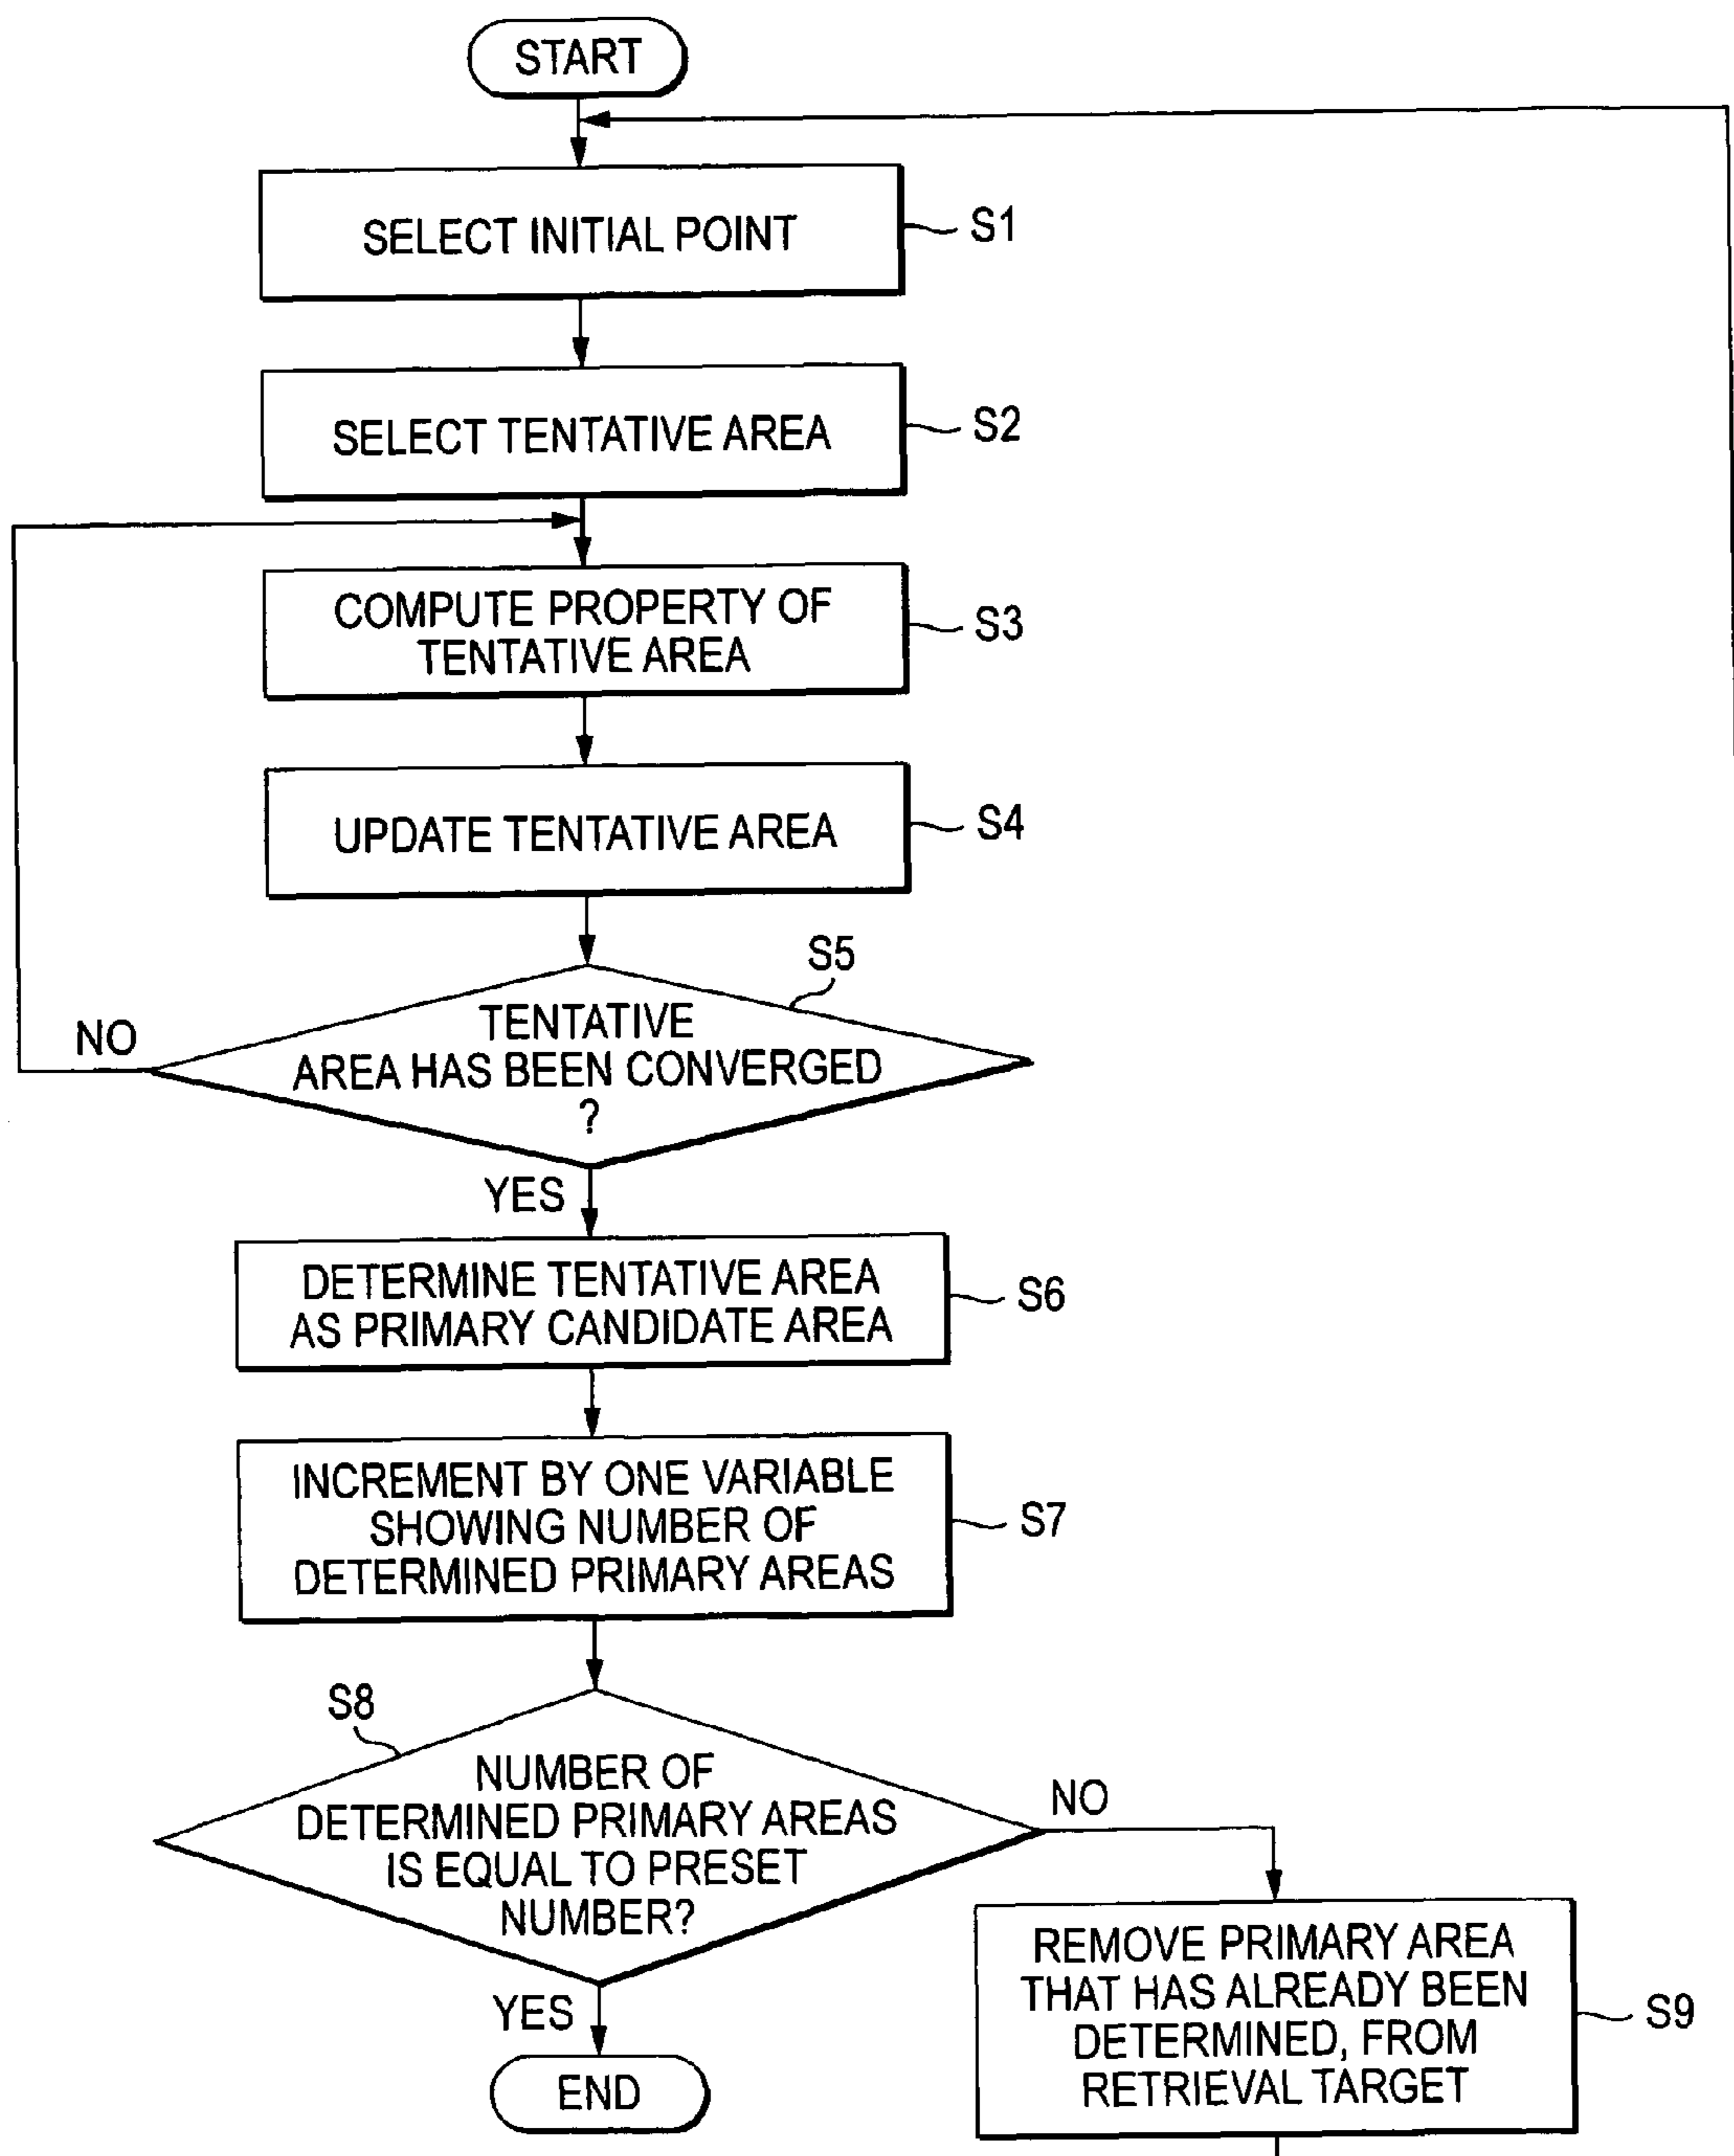 START
SELECT INITIAL POINT
S1
SELECT TENTATIVE AREA
S2
COMPUTE PROPERTY OF
TENTATIVE AREA
S3
UPDATE TENTATIVE AREA
S4
S5
TENTATIVE
AREA HAS BEEN CONVERGED
?
NO
YES
DETERMINE TENTATIVE AREA
AS PRIMARY CANDIDATE AREA
S6
INCREMENT BY ONE VARIABLE
SHOWING NUMBER OF
DETERMINED PRIMARY AREAS
S7
S8
NUMBER OF
DETERMINED PRIMARY AREAS
IS EQUAL TO PRESET
NUMBER?
NO
YES
REMOVE PRIMARY AREA
THAT HAS ALREADY BEEN
DETERMINED, FROM
RETRIEVAL TARGET
S9
END